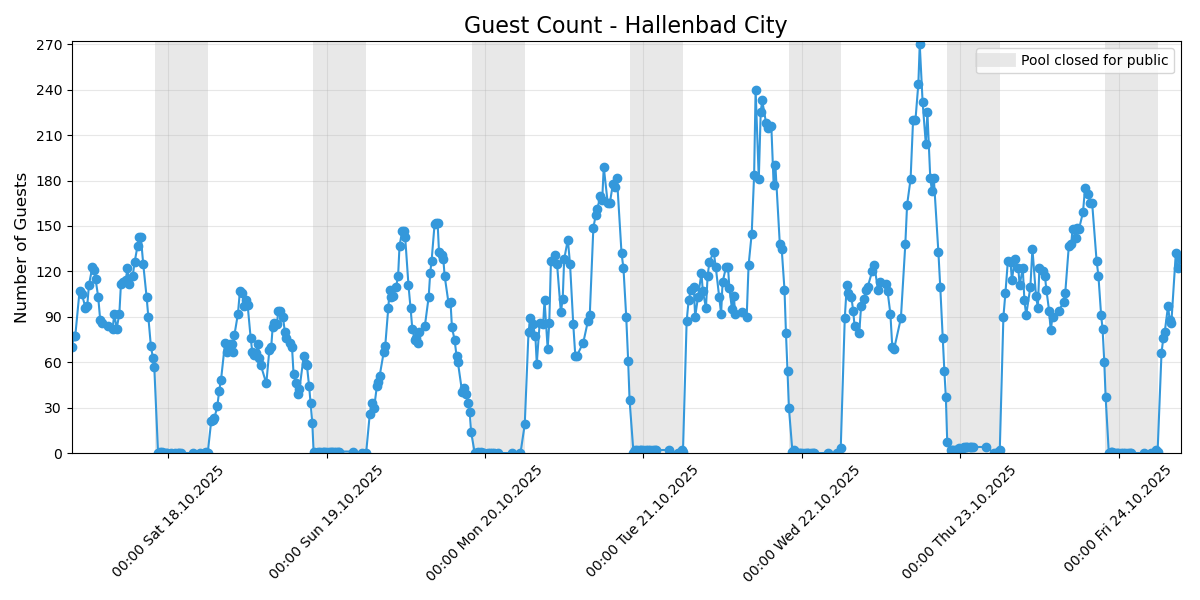 Guest Count - Hallenbad City
Pool closed for public
Number of Guests
270
240
210
180
150
120
90
60
30
0
00:00 Sat 18.10.2025
00:00 Sun 19.10.2025
00:00 Mon 20.10.2025
00:00 Tue 21.10.2025
00:00 Wed 22.10.2025
00:00 Thu 23.10.2025
00:00 Fri 24.10.2025